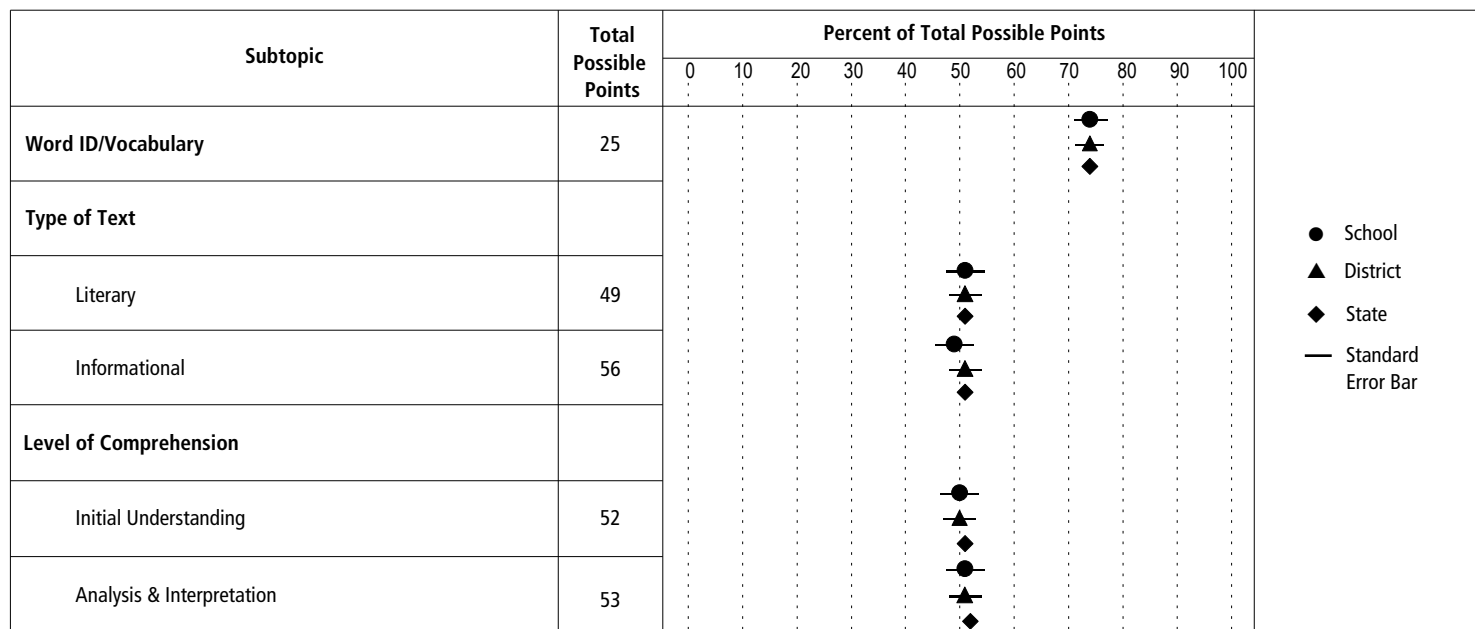 Subtopic
Total
Possible
Points
Percent of Total Possible Points
0 10 20 30 40 50 60 70 80 90 100
Word ID/Vocabulary 25
Type of Text
Literary 49
Informational 56
Level of Comprehension
Initial Understanding 52
Analysis & Interpretation 53
School
District
State
Standard
Error Bar